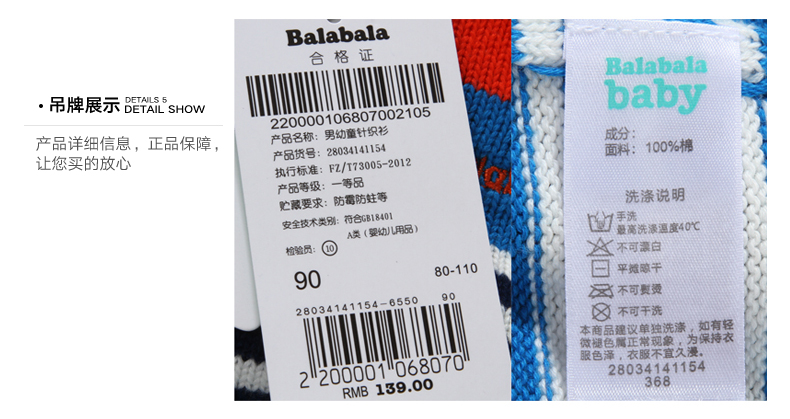 • 吊牌展示 DETAILS 5
DETAIL SHOW
产品详细信息，正品保障，
让您买的放心
Balabala
合格证
220000106807002105
产品名称：男幼童针织衫
产品货号：28034141154
执行标准：FZ/T73005-2012
产品等级：一等品
贮藏要求：防霉防蛀等
安全技术类别：符合GB18401
A类（婴幼儿用品）
检验员：⑩
90
80-110
28034141154-6550 90
2 200001 068070
RMB 139.00
Balabala
baby
成分：
面料：100%棉
洗涤说明
手洗
最高洗涤温度40℃
不可漂白
平摊晾干
不可熨烫
不可干洗
本商品建议单独洗涤，如有轻
微褪色属正常现象，为保持衣
服色泽，衣服不宜久浸。
28034141154
368